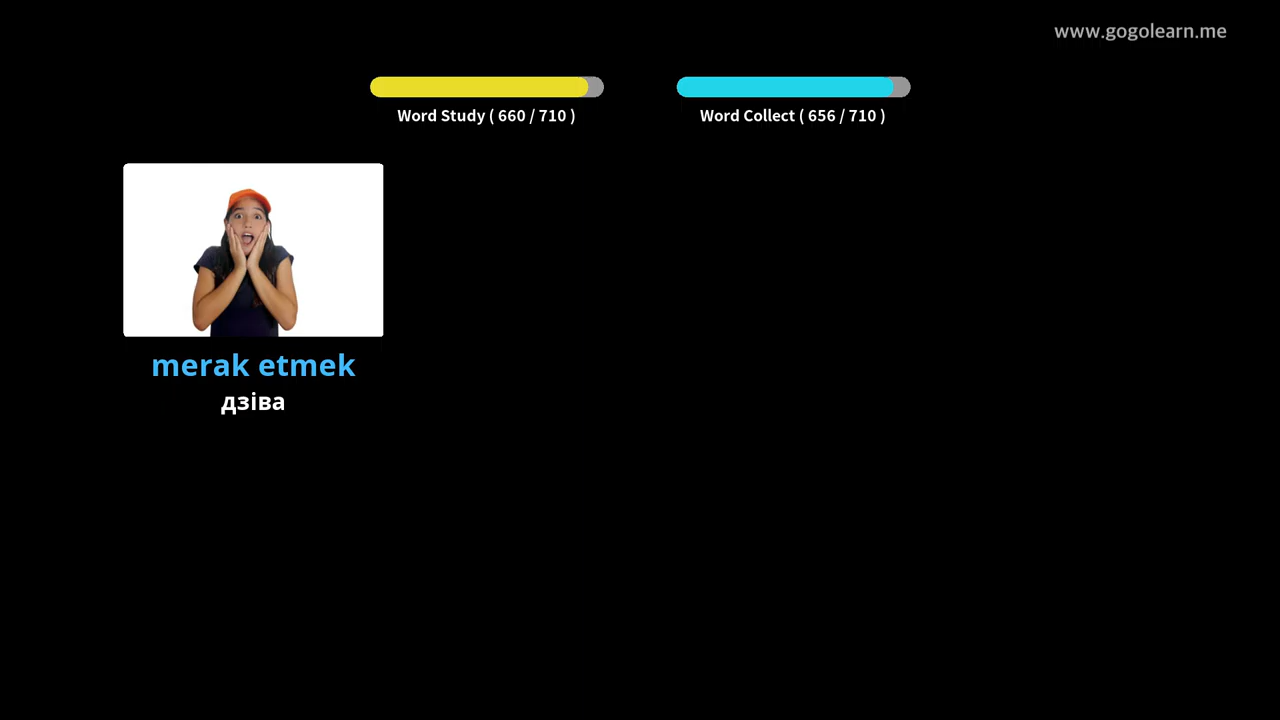 www.gogolearn.me
Word Study ( 660 / 710 )
Word Collect ( 656 / 710 )
merak etmek
дзіва